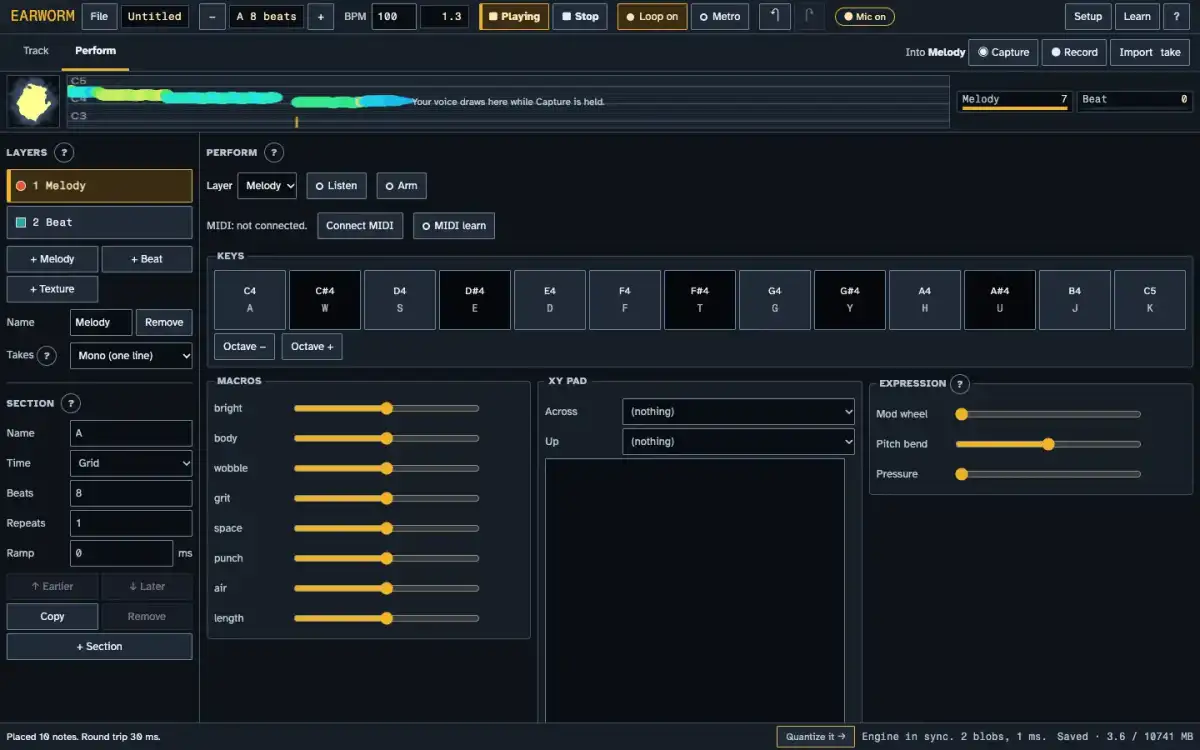 EARWORM File Untitled − A 8 beats + BPM 100 1.3 Playing Stop Loop on Metro Mic on Setup Learn ?
Track Perform Into Melody Capture Record Import take
C5
C4
C3
Your voice draws here while Capture is held.
Melody 7 Beat 0
LAYERS ?
1 Melody
2 Beat
+ Melody + Beat
+ Texture
Name Melody Remove
Takes ? Mono (one line)
SECTION ?
Name A
Time Grid
Beats 8
Repeats 1
Ramp 0 ms
↑ Earlier ↓ Later
Copy Remove
+ Section
PERFORM ?
Layer Melody Listen Arm
MIDI: not connected. Connect MIDI MIDI learn
KEYS
C4 C#4 D4 D#4 E4 F4 F#4 G4 G#4 A4 A#4 B4 C5
A W S E D F T G Y H U J K
Octave − Octave +
MACROS
bright
body
wobble
grit
space
punch
air
length
XY PAD
Across (nothing)
Up (nothing)
EXPRESSION ?
Mod wheel
Pitch bend
Pressure
Placed 10 notes. Round trip 30 ms. Quantize it → Engine in sync. 2 blobs, 1 ms. Saved · 3.6 / 10741 MB